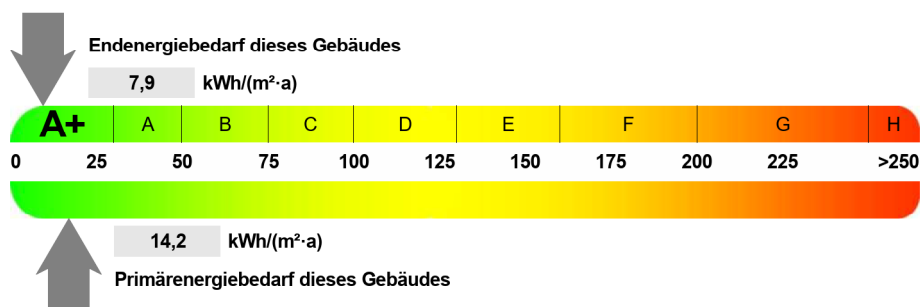 Endenergiebedarf dieses Gebäudes
7,9 kWh/(m²·a)
A+ A B C D E F G H
0 25 50 75 100 125 150 175 200 225 >250
14,2 kWh/(m²·a)
Primärenergiebedarf dieses Gebäudes